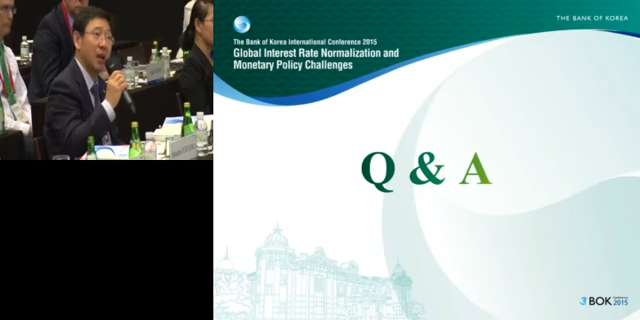 THE BANK OF KOREA
The Bank of Korea International Conference 2015
Global Interest Rate Normalization and
Monetary Policy Challenges
Q & A
BOK Conference
2015